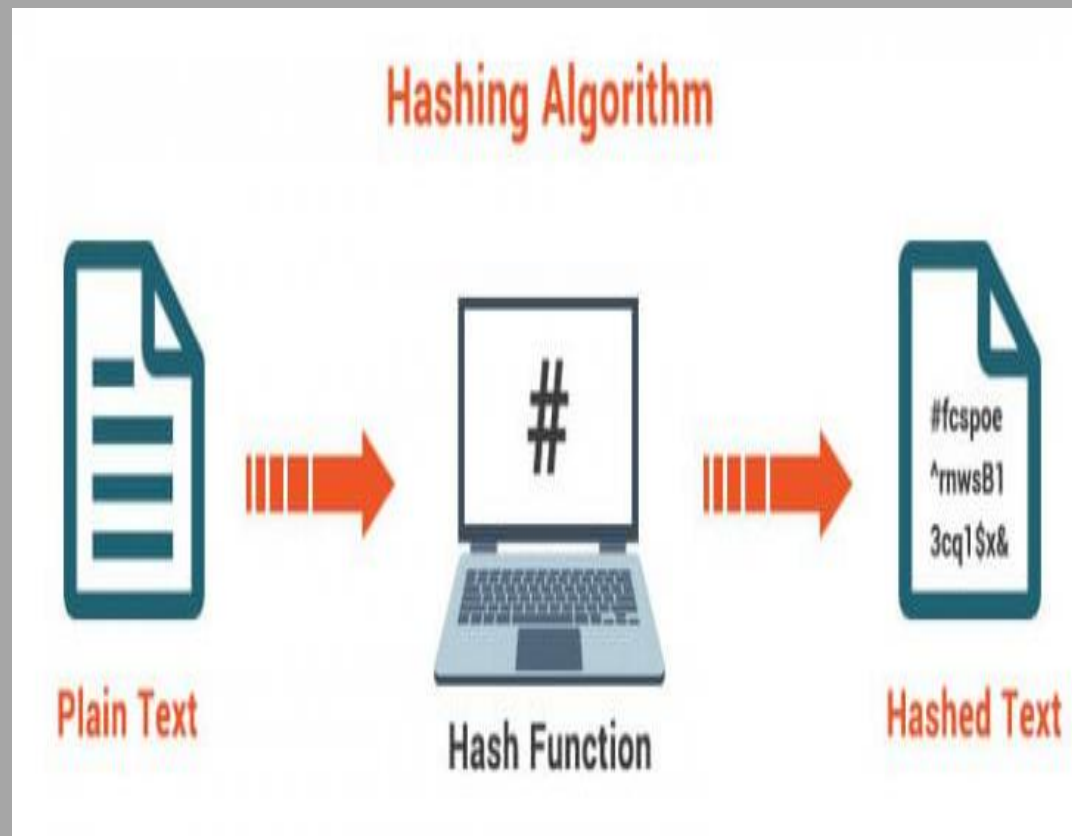 Hashing Algorithm
#
#fcspoe
^rnwsB1
3cq1$x&
Plain Text
Hash Function
Hashed Text